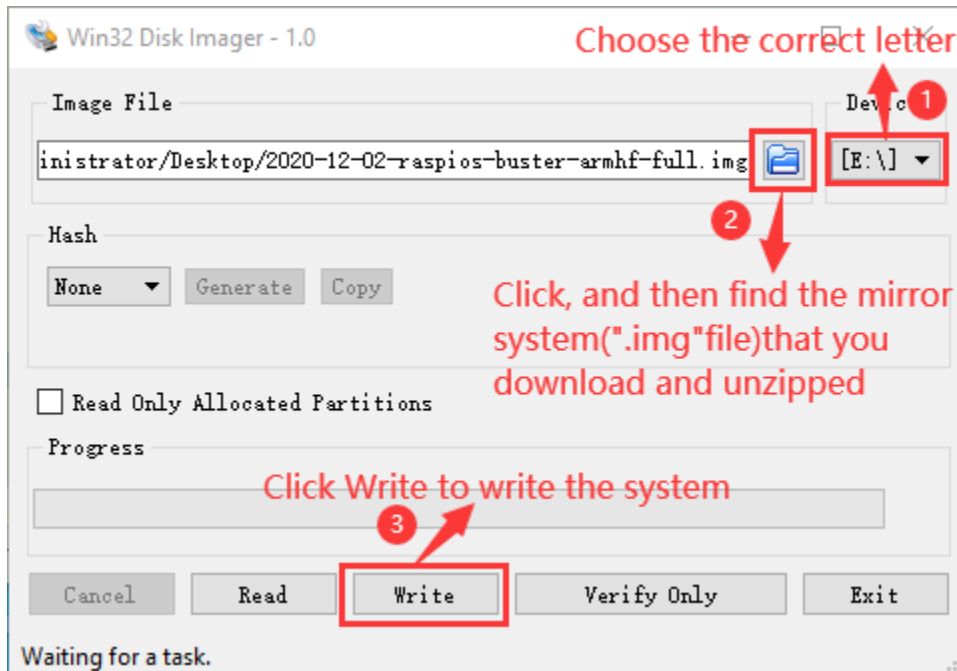 Win32 Disk Imager - 1.0
Choose the correct letter
Image File
1
inistrator/Desktop/2020-12-02-raspios-buster-armhf-full.img
[E:\]
2
Hash
None
Generate
Copy
Click, and then find the mirror
system(".img"file)that you
download and unzipped
Read Only Allocated Partitions
Progress
Click Write to write the system
3
Cancel
Read
Write
Verify Only
Exit
Waiting for a task.